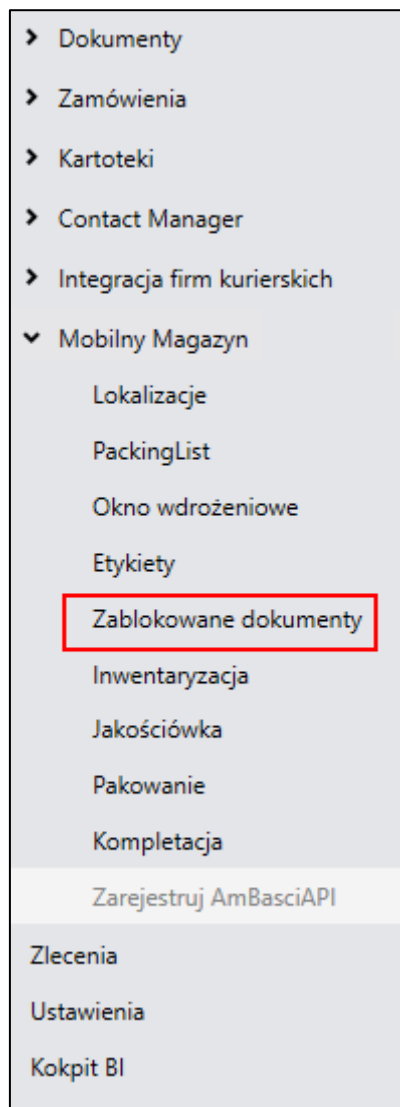 Dokumenty
Zamówienia
Kartoteki
Contact Manager
Integracja firm kurierskich
Mobilny Magazyn
Lokalizacje
PackingList
Okno wdrożeniowe
Etykiety
Zablokowane dokumenty
Inwentaryzacja
Jakościówka
Pakowanie
Kompletacja
Zarejestruj AmBasciAPI
Zlecenia
Ustawienia
Kokpit BI